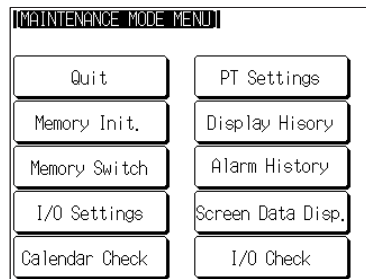 [MAINTENANCE MODE MENU]
Quit
PT Settings
Memory Init.
Display Hisory
Memory Switch
Alarm History
I/O Settings
Screen Data Disp.
Calendar Check
I/O Check